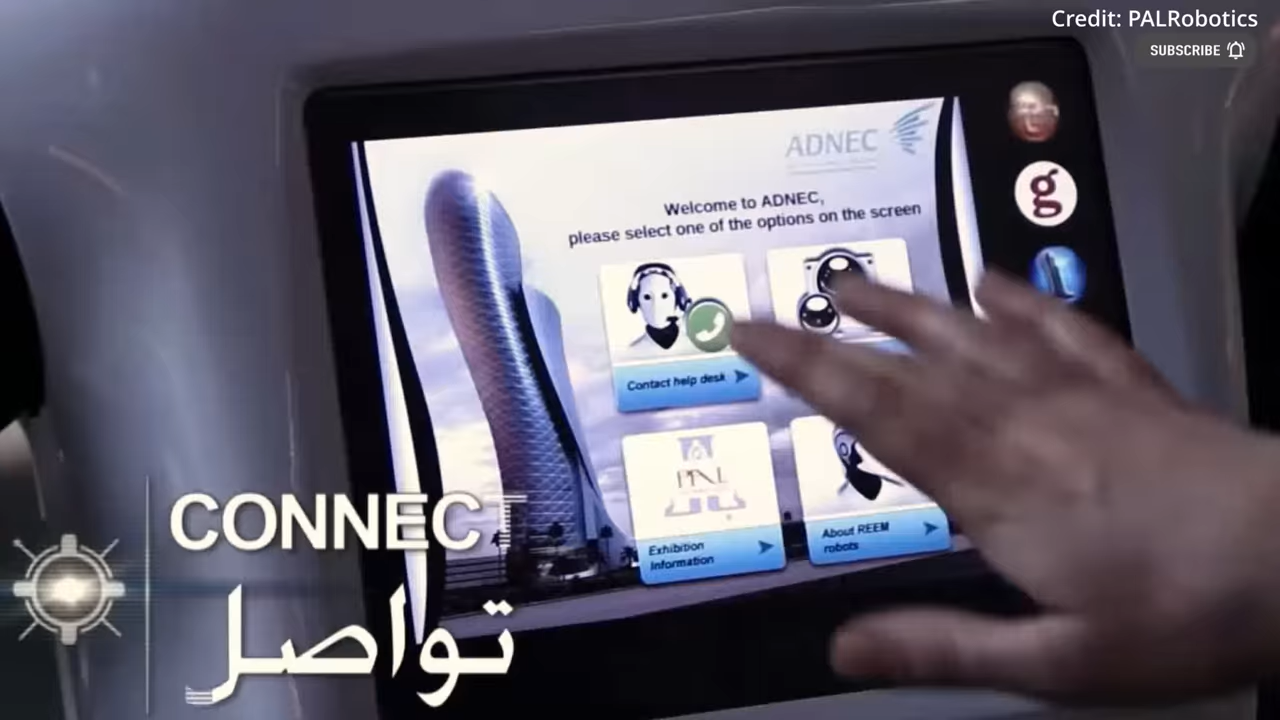 Credit: PALRobotics
SUBSCRIBE
ADNEC
Welcome to ADNEC,
please select one of the options on the screen
g
Contact help desk
Exhibition
Information
About REEM
robots
CONNECT
تواصل